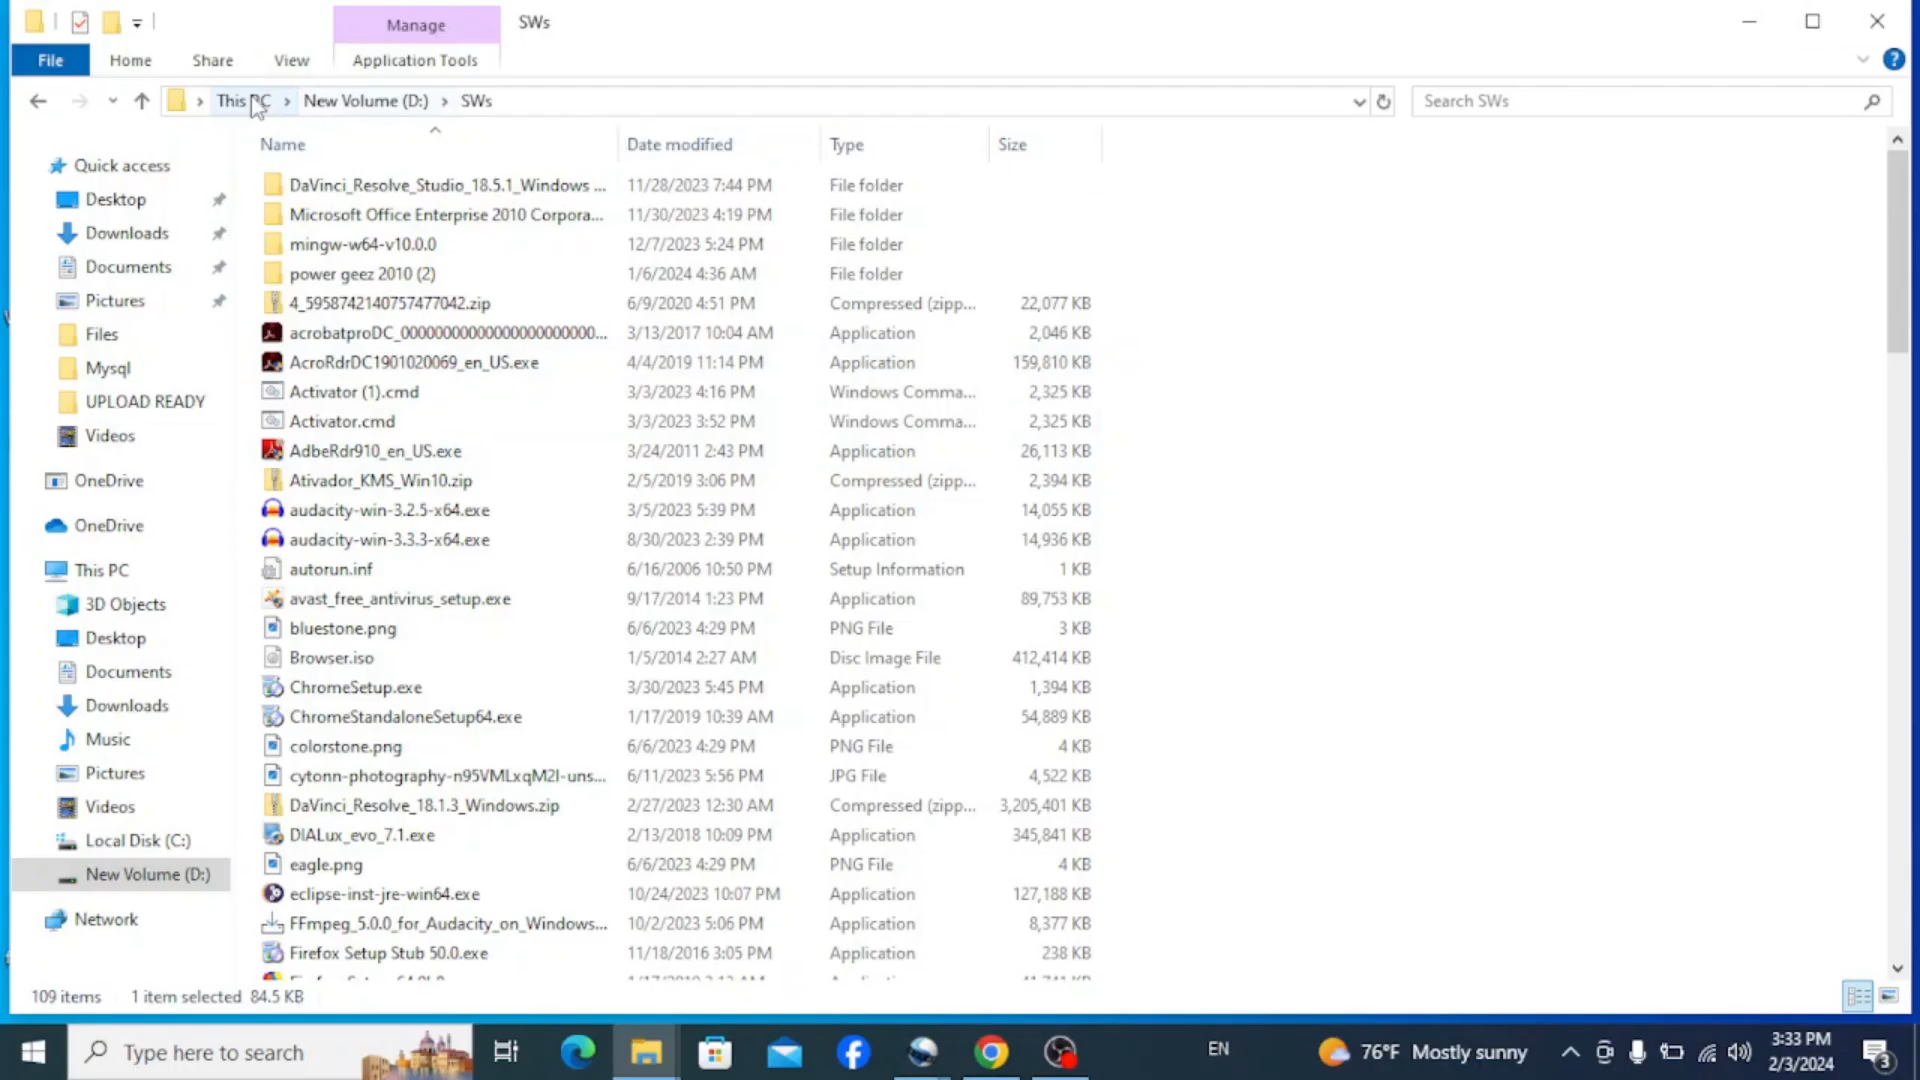 Manage
SWs
File
Home
Share
View
Application Tools
This PC
New Volume (D:)
SWs
Search SWs
Name
Date modified
Type
Size
Quick access
Desktop
Downloads
Documents
Pictures
Files
Mysql
UPLOAD READY
Videos
OneDrive
OneDrive
This PC
3D Objects
Desktop
Documents
Downloads
Music
Pictures
Videos
Local Disk (C:)
New Volume (D:)
Network
DaVinci_Resolve_Studio_18.5.1_Windows ... 11/28/2023 7:44 PM File folder
Microsoft Office Enterprise 2010 Corpora... 11/30/2023 4:19 PM File folder
mingw-w64-v10.0.0 12/7/2023 5:24 PM File folder
power geez 2010 (2) 1/6/2024 4:36 AM File folder
4_5958742140757477042.zip 6/9/2020 4:51 PM Compressed (zipp... 22,077 KB
3/13/2017 10:04 AM Application 2,046 KB
AcroRdrDC1901020069_en_US.exe 4/4/2019 11:14 PM Application 159,810 KB
Activator (1).cmd 3/3/2023 4:16 PM Windows Comma... 2,325 KB
Activator.cmd 3/3/2023 3:52 PM Windows Comma... 2,325 KB
AdbeRdr910_en_US.exe 3/24/2011 2:43 PM Application 26,113 KB
Ativador_KMS_Win10.zip 2/5/2019 3:06 PM Compressed (zipp... 2,394 KB
audacity-win-3.2.5-x64.exe 3/5/2023 5:39 PM Application 14,055 KB
audacity-win-3.3.3-x64.exe 8/30/2023 2:39 PM Application 14,936 KB
autorun.inf 6/16/2006 10:50 PM Setup Information 1 KB
avast_free_antivirus_setup.exe 9/17/2014 1:23 PM Application 89,753 KB
bluestone.png 6/6/2023 4:29 PM PNG File 3 KB
Browser.iso 1/5/2014 2:27 AM Disc Image File 412,414 KB
ChromeSetup.exe 3/30/2023 5:45 PM Application 1,394 KB
ChromeStandaloneSetup64.exe 1/17/2019 10:39 AM Application 54,889 KB
colorstone.png 6/6/2023 4:29 PM PNG File 4 KB
cytonn-photography-n95VMLxqM2I-uns... 6/11/2023 5:56 PM JPG File 4,522 KB
DaVinci_Resolve_18.1.3_Windows.zip 2/27/2023 12:30 AM Compressed (zipp... 3,205,401 KB
DIALux_evo_7.1.exe 2/13/2018 10:09 PM Application 345,841 KB
eagle.png 6/6/2023 4:29 PM PNG File 4 KB
eclipse-inst-jre-win64.exe 10/24/2023 10:07 PM Application 127,188 KB
FFmpeg_5.0.0_for_Audacity_on_Windows... 10/2/2023 5:06 PM Application 8,377 KB
Firefox Setup Stub 50.0.exe 11/18/2016 3:05 PM Application 238 KB
109 items 1 item selected 84.5 KB
Type here to search
EN
76°F Mostly sunny
3:33 PM
2/3/2024
3